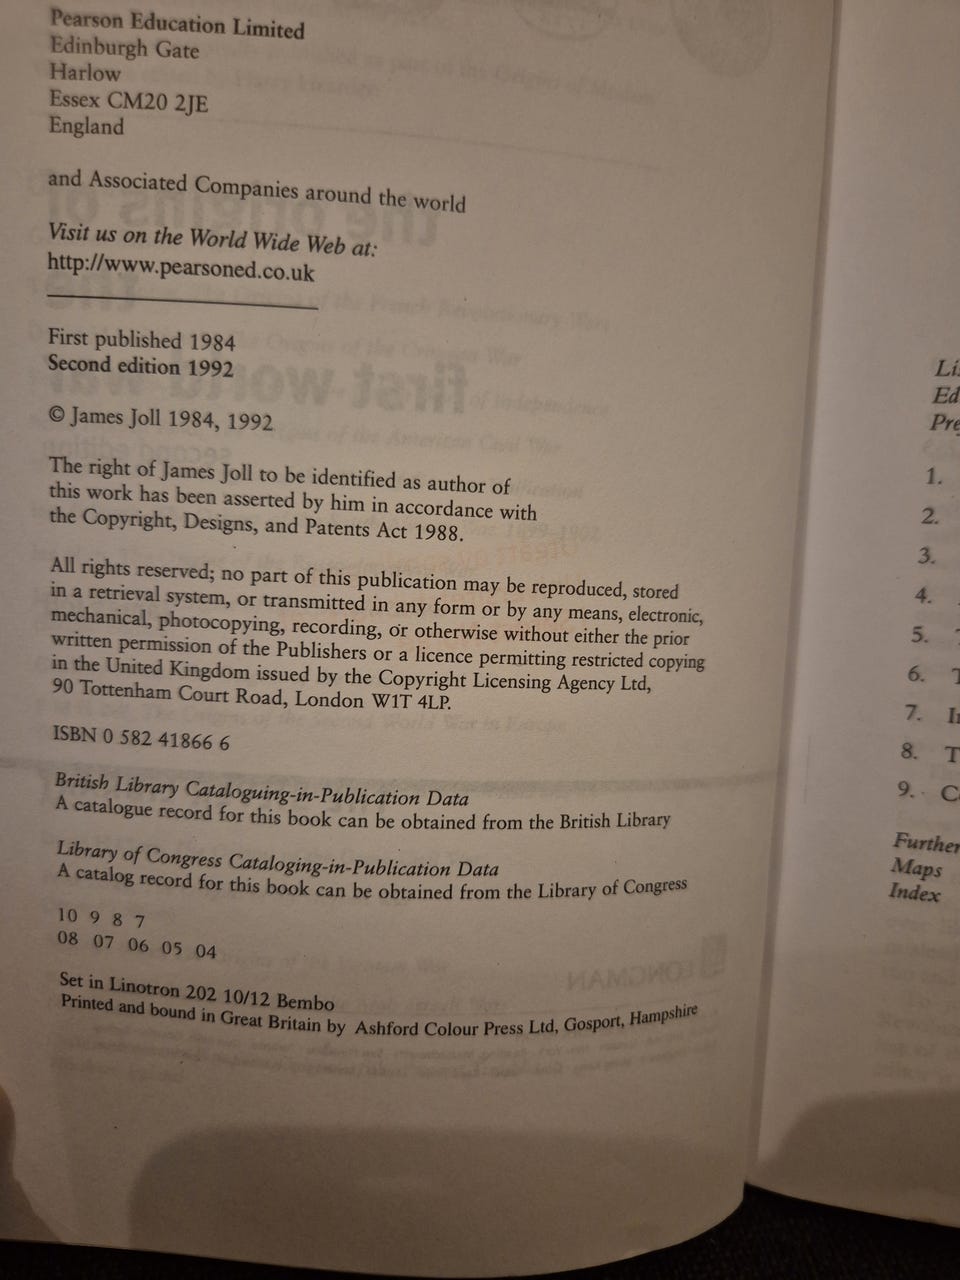 Pearson Education Limited
Edinburgh Gate
Harlow
Essex CM20 2JE
England
and Associated Companies around the world
Visit us on the World Wide Web at:
http://www.pearsoned.co.uk
First published 1984
Second edition 1992
© James Joll 1984, 1992
The right of James Joll to be identified as author of
this work has been asserted by him in accordance with
the Copyright, Designs, and Patents Act 1988.
All rights reserved; no part of this publication may be reproduced, stored
in a retrieval system, or transmitted in any form or by any means, electronic,
mechanical, photocopying, recording, or otherwise without either the prior
written permission of the Publishers or a licence permitting restricted copying
in the United Kingdom issued by the Copyright Licensing Agency Ltd,
90 Tottenham Court Road, London W1T 4LP.
ISBN 0 582 41866 6
British Library Cataloguing-in-Publication Data
A catalogue record for this book can be obtained from the British Library
Library of Congress Cataloging-in-Publication Data
A catalog record for this book can be obtained from the Library of Congress
10 9 8 7
08 07 06 05 04
Set in Linotron 202 10/12 Bembo
Printed and bound in Great Britain by Ashford Colour Press Ltd, Gosport, Hampshire
Li
Ed
Pre
1.
2.
3.
4.
5. T
6. T
7. I
8. T
9. C
Further
Maps
Index